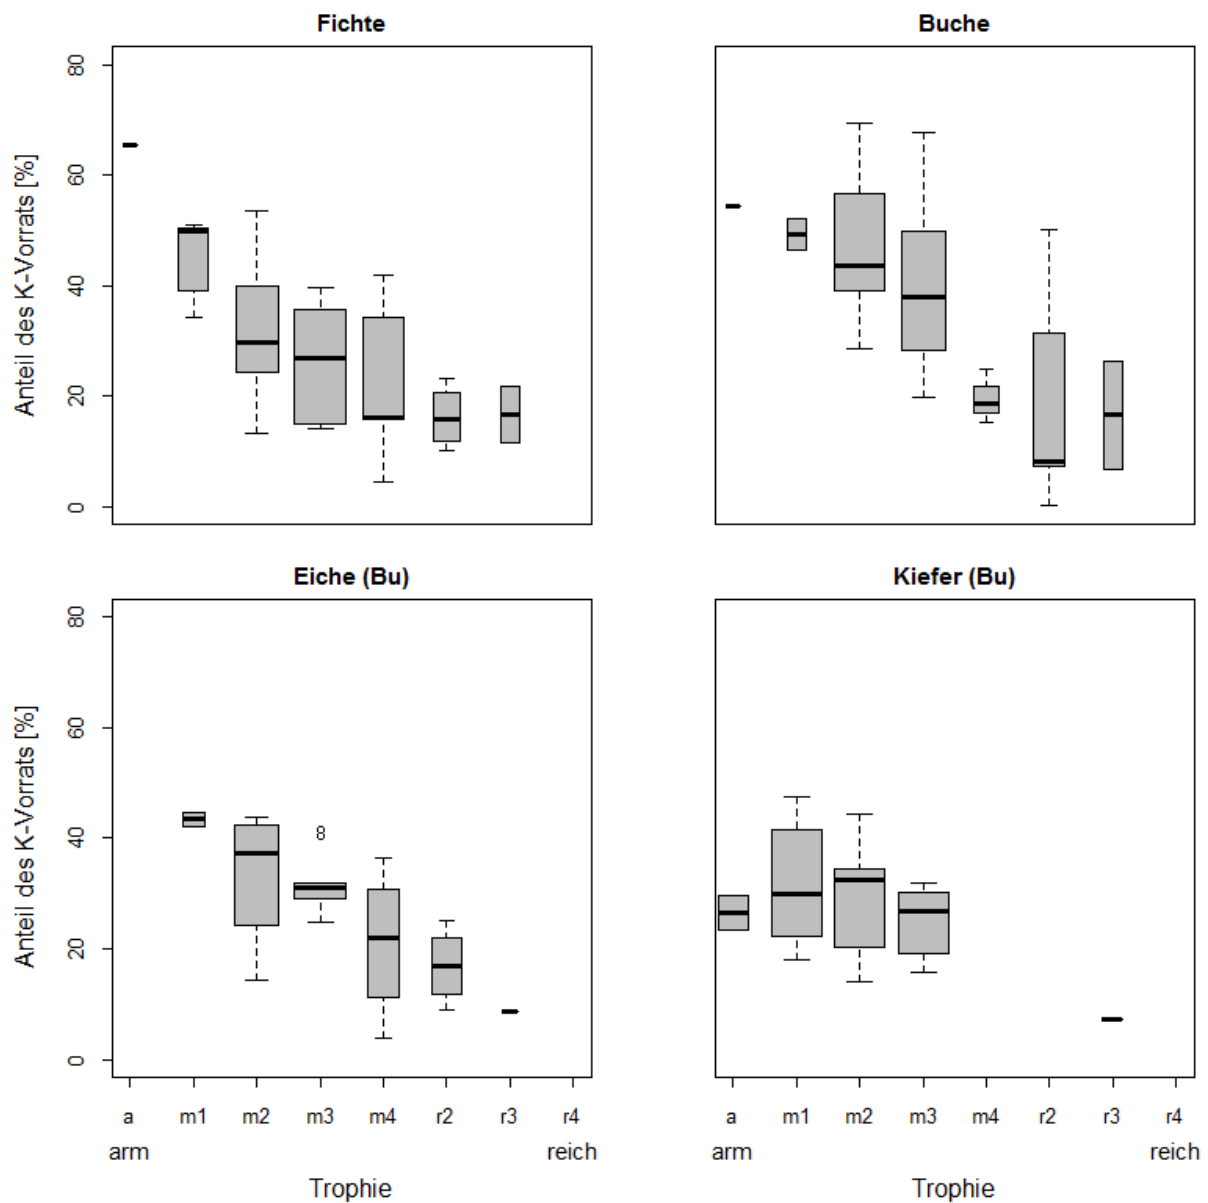 Fichte
Buche
Anteil des K-Vorrats [%]
80
60
40
20
0
Eiche (Bu)
Kiefer (Bu)
Anteil des K-Vorrats [%]
80
60
40
20
0
a m1 m2 m3 m4 r2 r3 r4
arm reich
Trophie
a m1 m2 m3 m4 r2 r3 r4
arm reich
Trophie